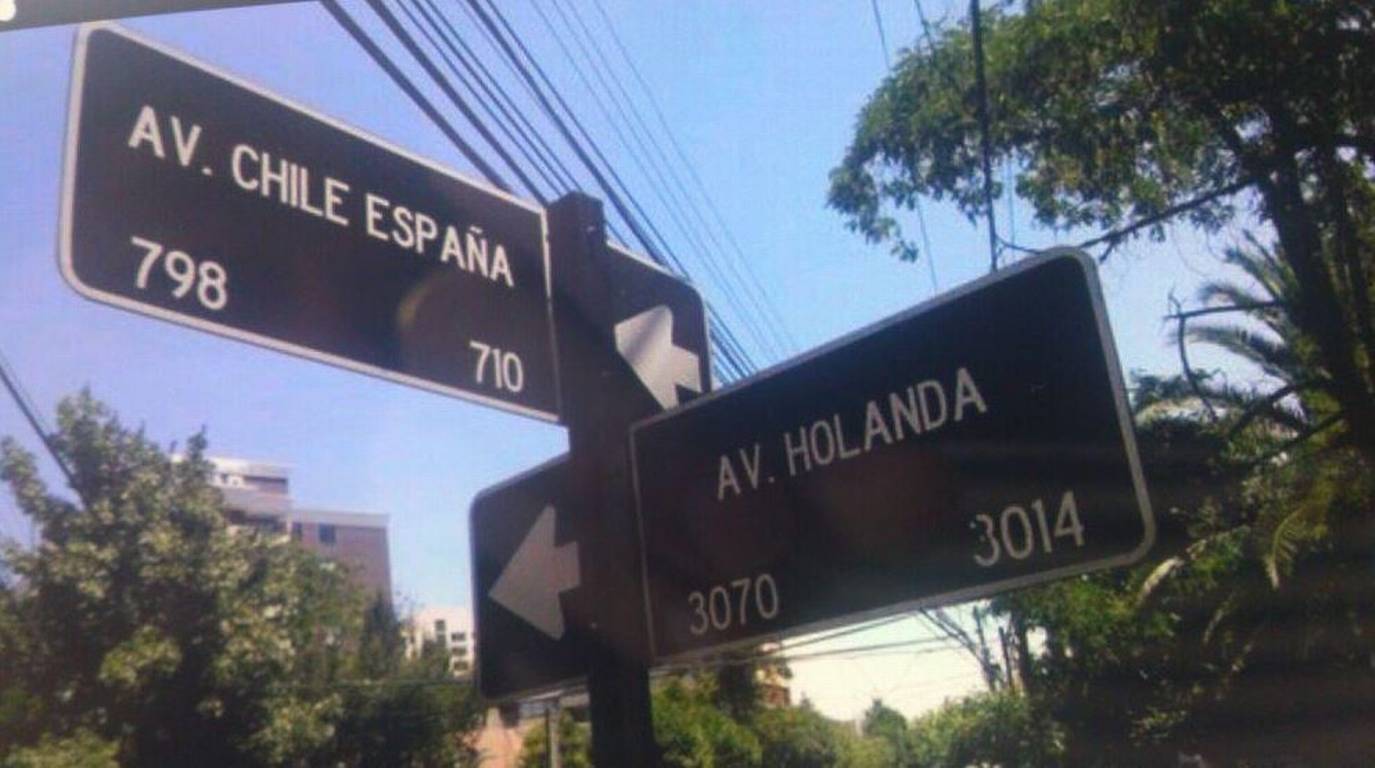 AV. CHILE ESPAÑA
798 710
AV. HOLANDA
3070 3014